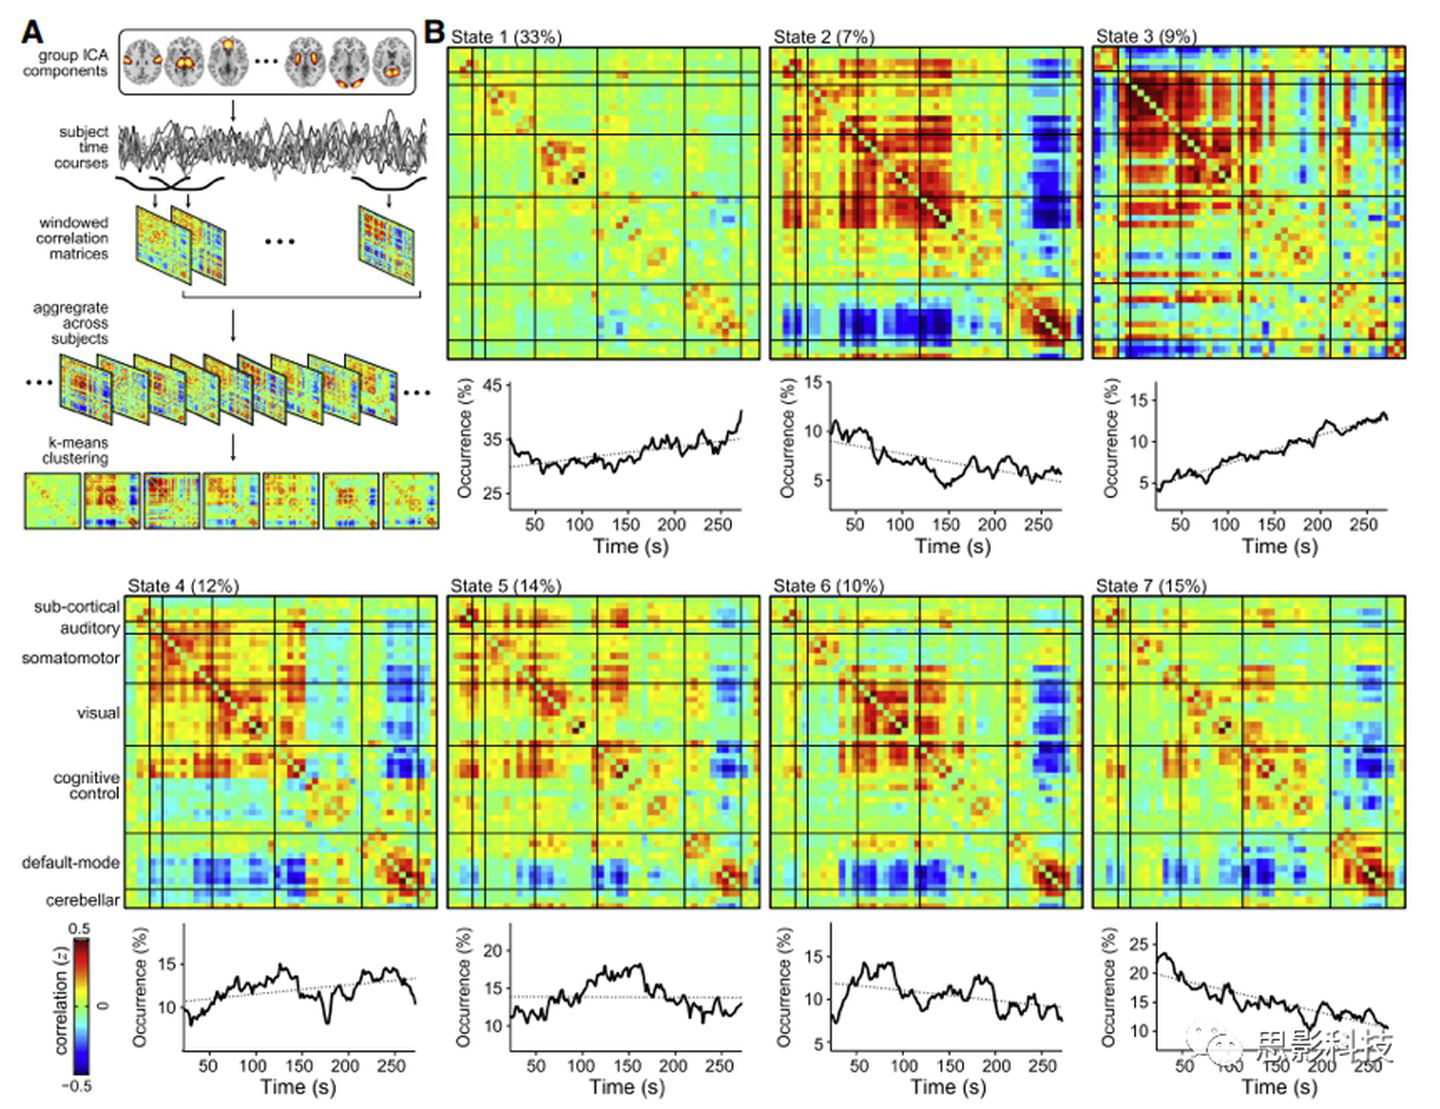 A
group ICA
components
subject
time
courses
windowed
correlation
matrices
aggregrate
across
subjects
k-means
clustering
B
State 1 (33%)
State 2 (7%)
State 3 (9%)
Occurrence (%)
45
35
25
50 100 150 200 250
Time (s)
Occurrence (%)
15
10
5
50 100 150 200 250
Time (s)
Occurrence (%)
15
10
5
50 100 150 200 250
Time (s)
State 4 (12%)
State 5 (14%)
State 6 (10%)
State 7 (15%)
sub-cortical
auditory
somatomotor
visual
cognitive
control
default-mode
cerebellar
0.5
correlation (z)
0
−0.5
Occurrence (%)
15
10
50 100 150 200 250
Time (s)
Occurrence (%)
20
15
10
50 100 150 200 250
Time (s)
Occurrence (%)
15
10
5
50 100 150 200 250
Time (s)
Occurrence (%)
25
20
15
10
50 100 150 200 250
Time (s)
思影科技